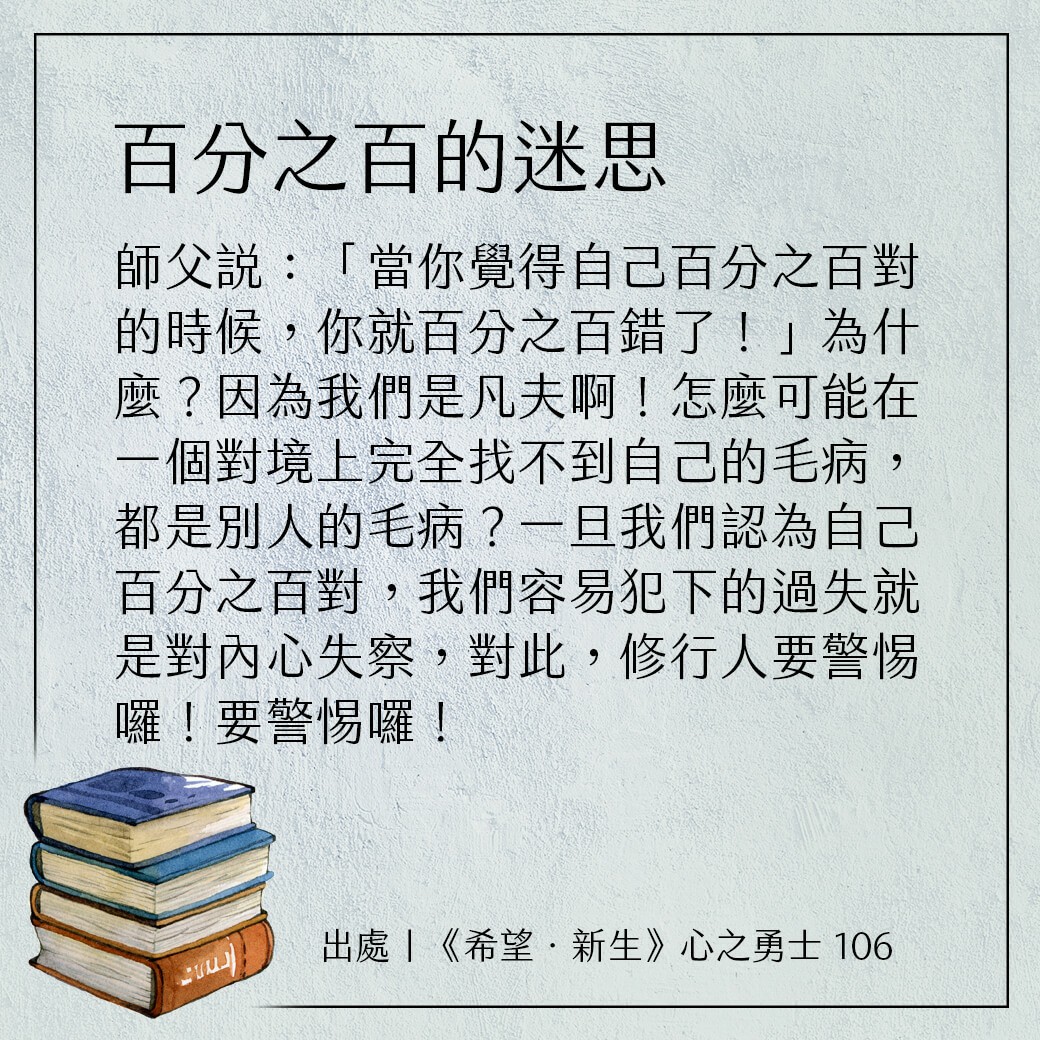 百分之百的迷思
師父説：「當你覺得自己百分之百對
的時候，你就百分之百錯了！」為什
麼？因為我們是凡夫啊！怎麼可能在
一個對境上完全找不到自己的毛病，
都是別人的毛病？一旦我們認為自己
百分之百對，我們容易犯下的過失就
是對內心失察，對此，修行人要警惕
囉！要警惕囉！
出處｜《希望．新生》心之勇士 106